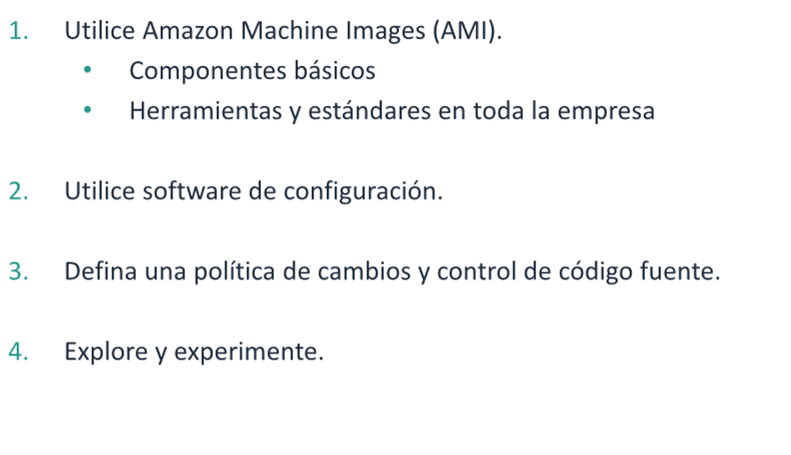 1. Utilice Amazon Machine Images (AMI).
• Componentes básicos
• Herramientas y estándares en toda la empresa
2. Utilice software de configuración.
3. Defina una política de cambios y control de código fuente.
4. Explore y experimente.